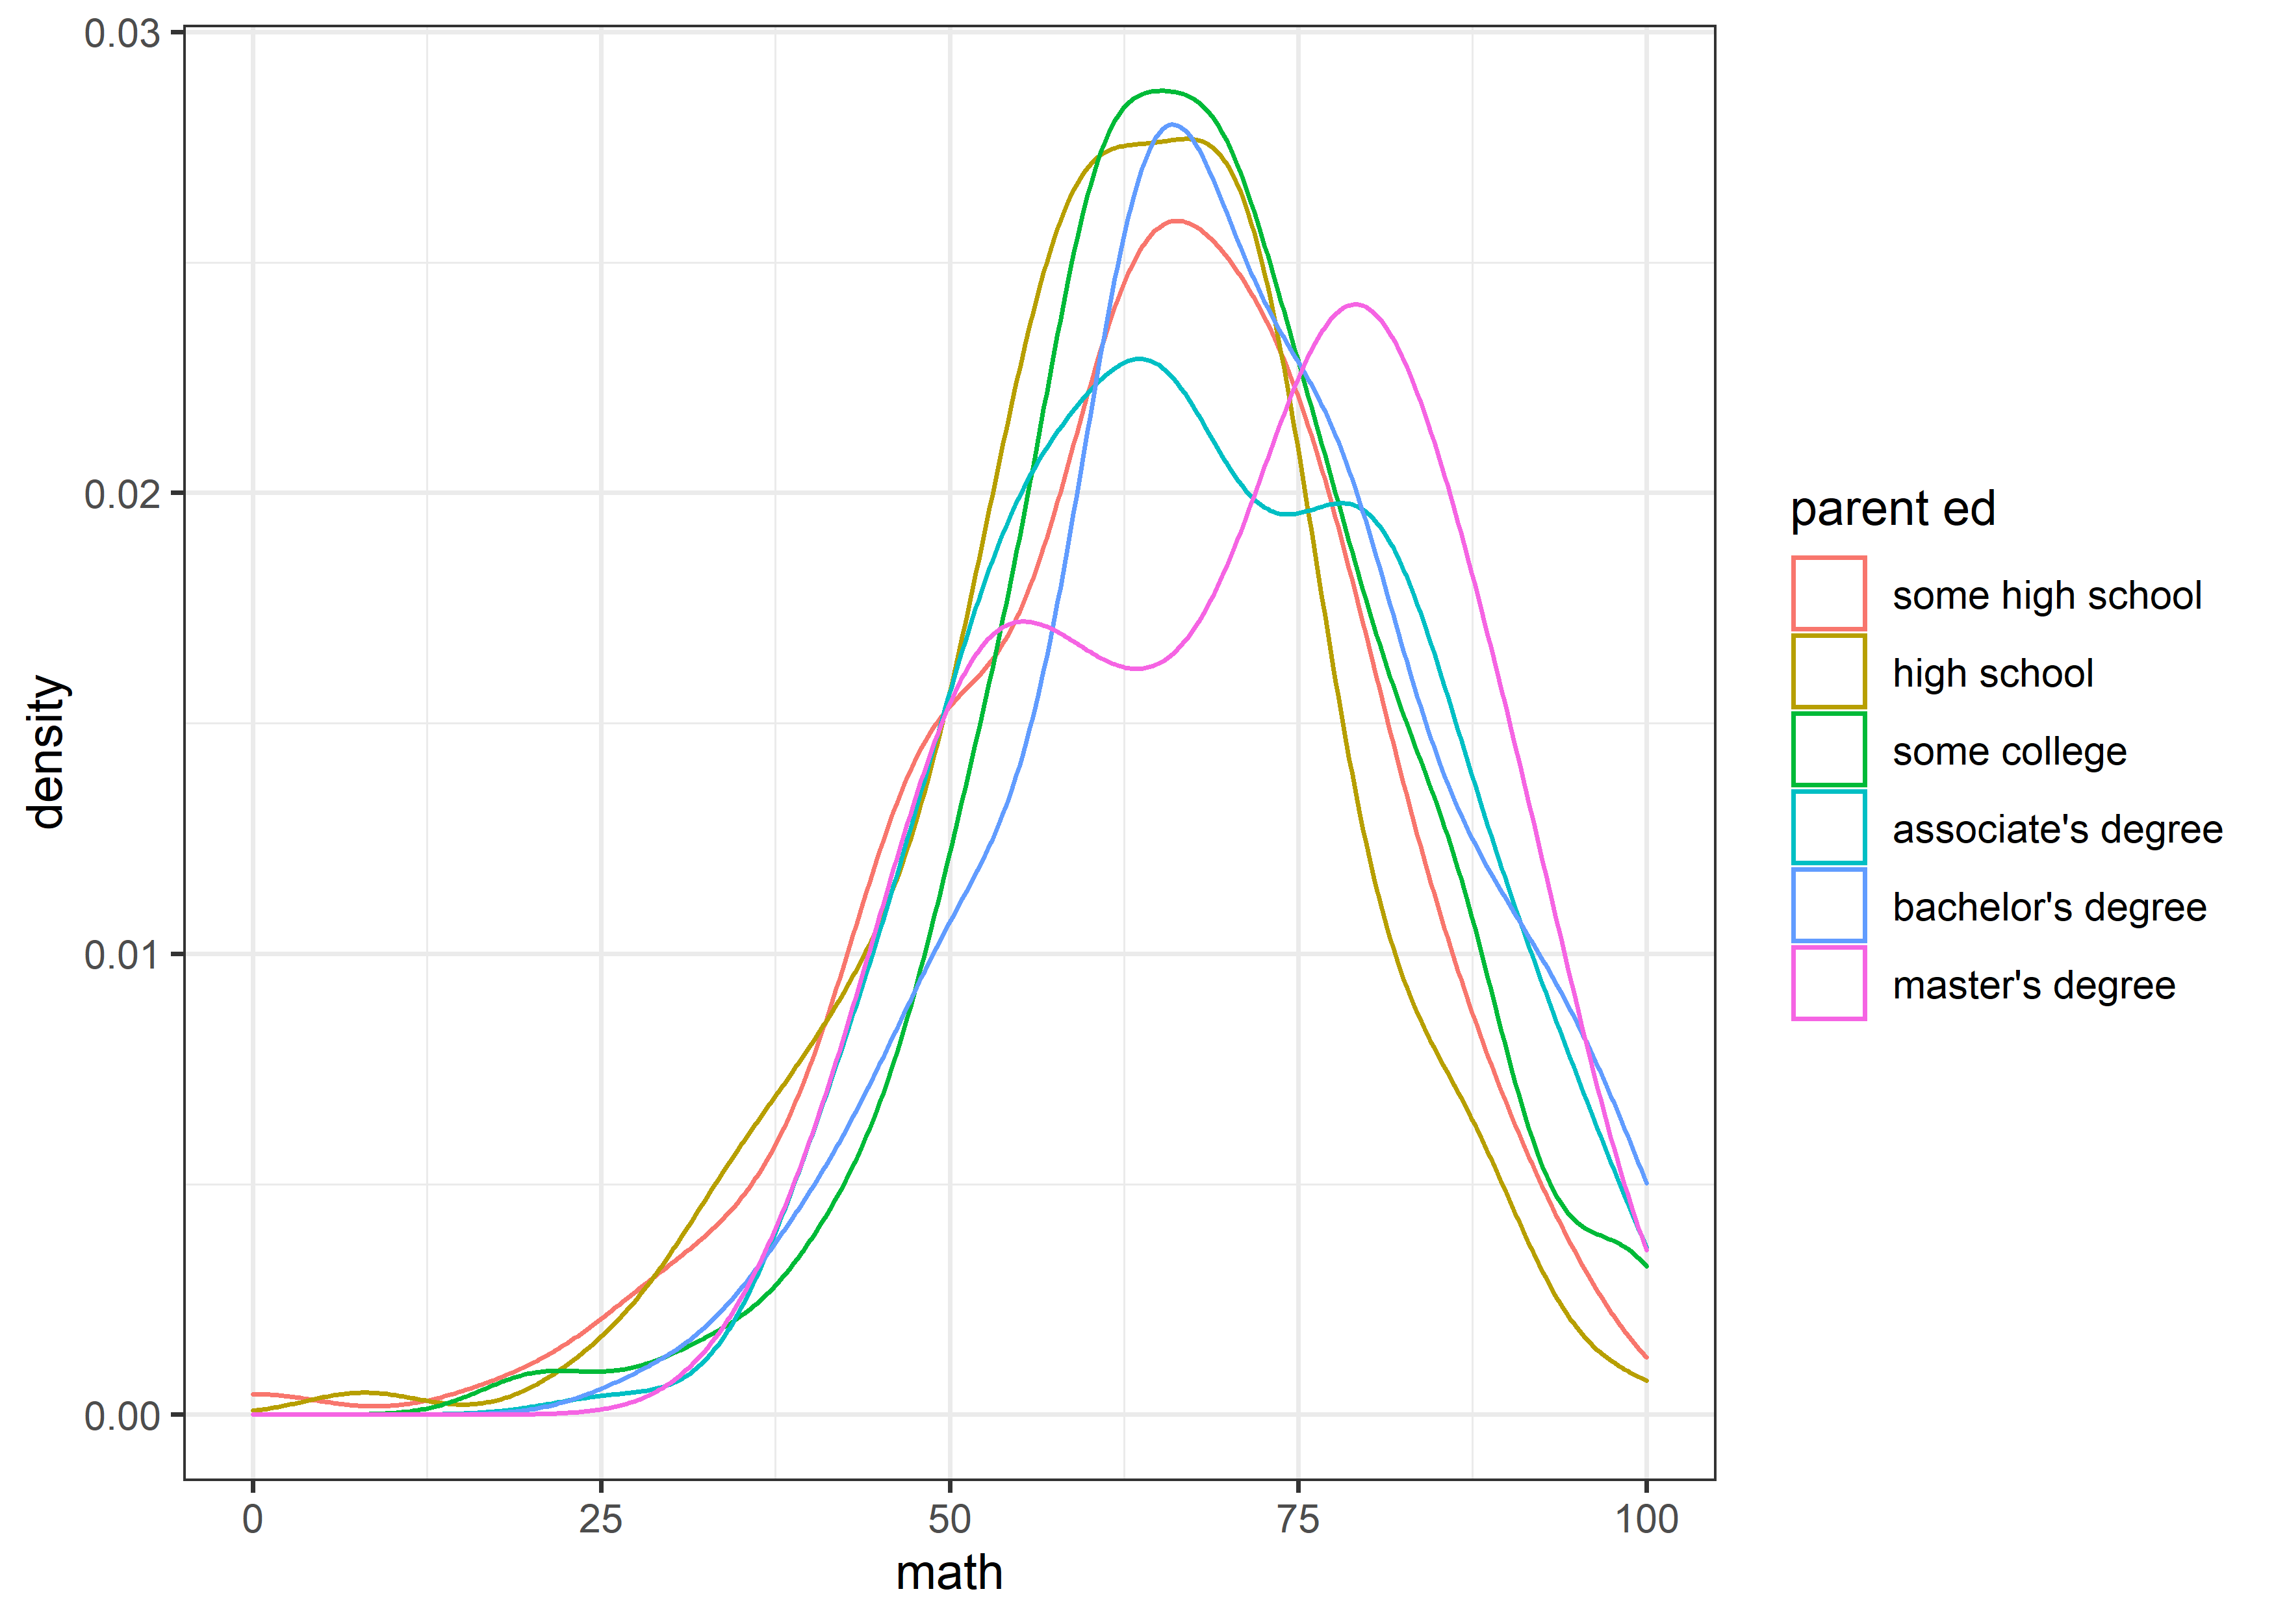 0.03
0.02
0.01
0.00
density
0 25 50 75 100
math
parent ed
some high school
high school
some college
associate's degree
bachelor's degree
master's degree